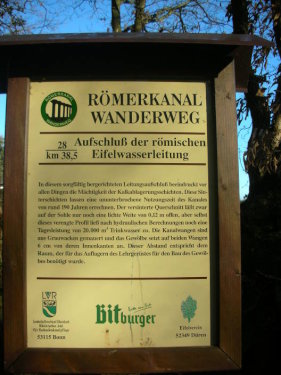 RÖMERKANAL
WANDERWEG
28
km 38,5
Aufschluß der römischen
Eifelwasserleitung
In diesem sorgfältig hergerichteten Leitungsaufschluß beeindruckt vor
allen Dingen die Mächtigkeit der Kalkablagerungsschichten. Diese Sin-
terschichten lassen eine ununterbrochene Nutzungszeit des Kanales
von rund 190 Jahren errechnen. Der versinterte Querschnitt läßt zwar
auf der Sohle nur noch eine lichte Weite von 0,22 m offen, aber selbst
dieses verengte Profil ließ nach hydraulischen Berechnungen noch eine
Tagesleistung von 20.000 m³ Trinkwasser zu. Die Kanalwangen sind
aus Grauwacken gemauert und das Gewölbe setzt auf beiden Wangen
6 cm von deren Innenkanten an. Dieser Abstand entspricht dem
Raum, der für das Auflagern des Lehrgerüstes für den Bau des Gewöl-
bes benötigt wurde.
LVR
53115 Bonn
Bitburger
Eifelverein
52349 Düren